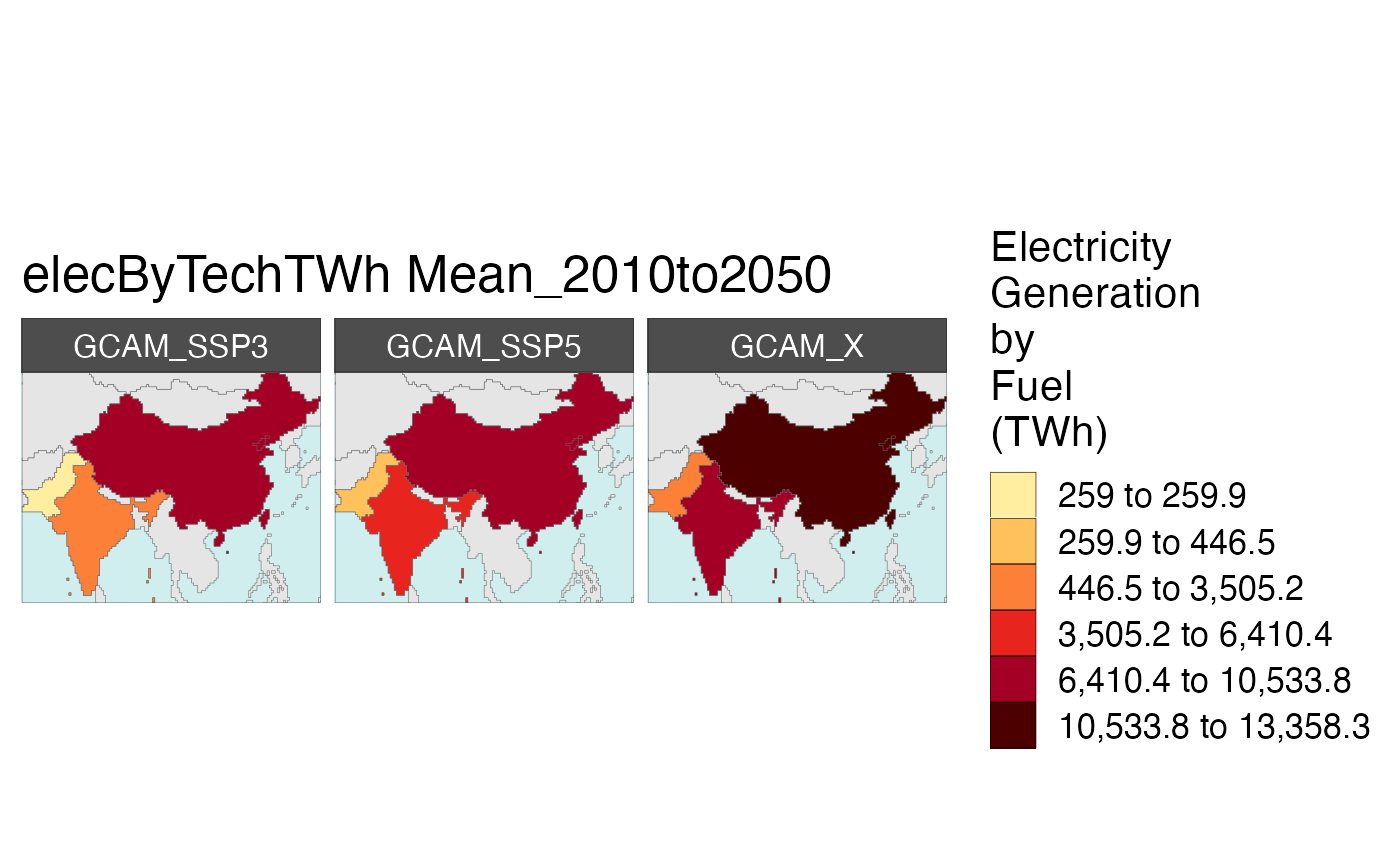 elecByTechTWh Mean_2010to2050
GCAM_SSP3
GCAM_SSP5
GCAM_X
Electricity
Generation
by
Fuel
(TWh)
259 to 259.9
259.9 to 446.5
446.5 to 3,505.2
3,505.2 to 6,410.4
6,410.4 to 10,533.8
10,533.8 to 13,358.3